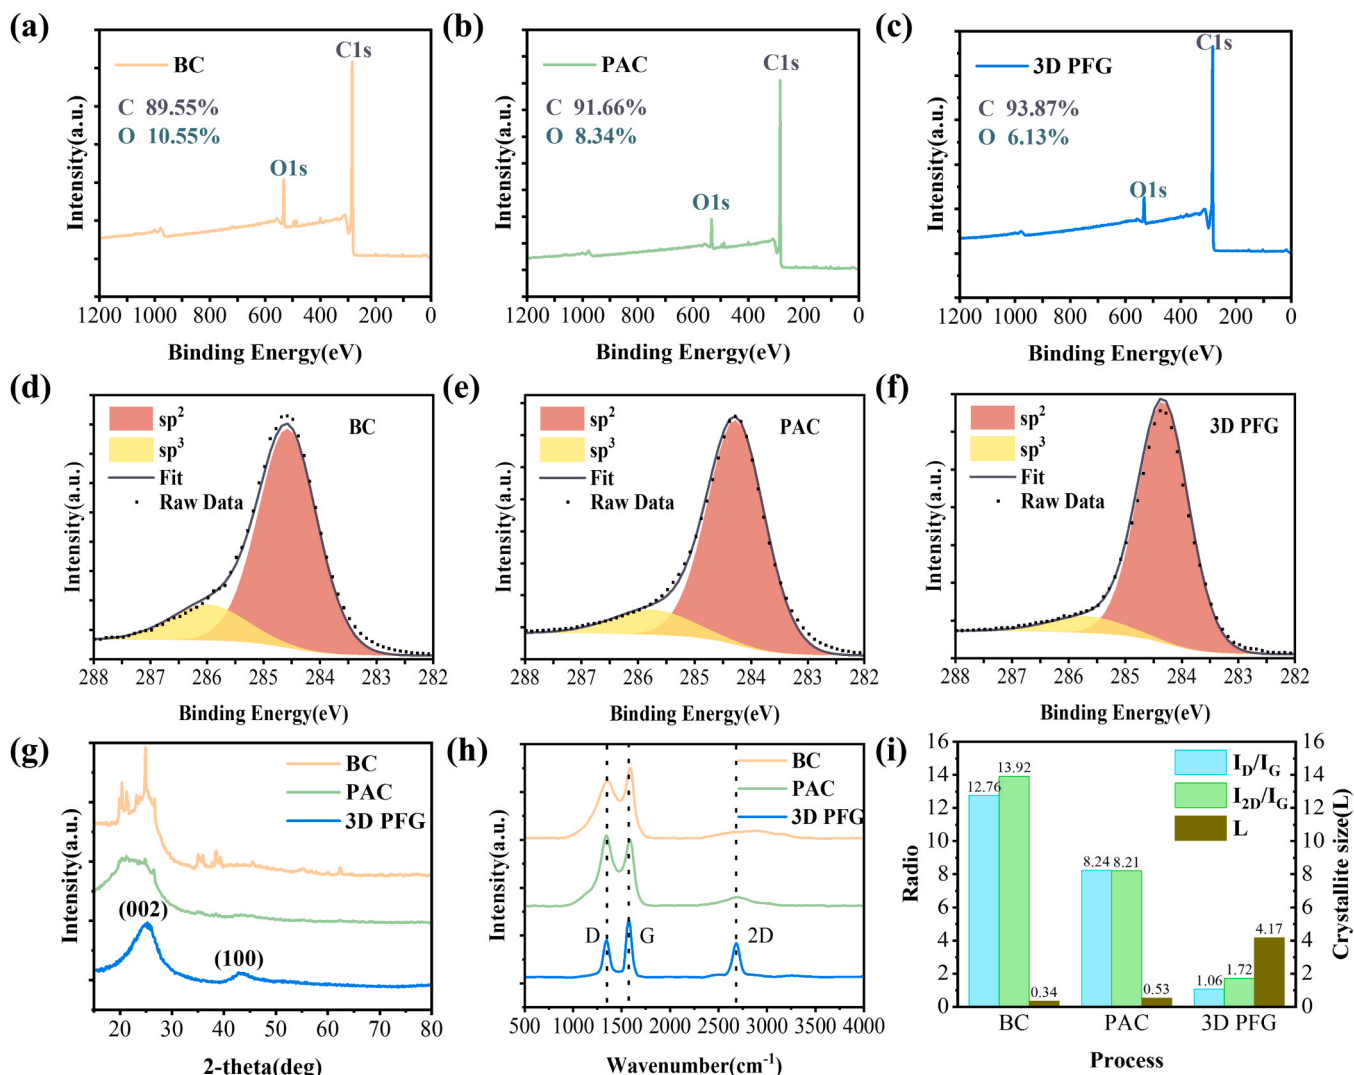 (a)
BC
C1s
C 89.55%
O 10.55%
O1s
Intensity(a.u.)
1200 1000 800 600 400 200 0
Binding Energy(eV)
(b)
PAC
C1s
C 91.66%
O 8.34%
O1s
Intensity(a.u.)
1200 1000 800 600 400 200 0
Binding Energy(eV)
(c)
3D PFG
C1s
C 93.87%
O 6.13%
O1s
Intensity(a.u.)
1200 1000 800 600 400 200 0
Binding Energy(eV)
(d)
sp2
BC
sp3
Fit
Raw Data
Intensity(a.u.)
288 287 286 285 284 283 282
Binding Energy(eV)
(e)
sp2
PAC
sp3
Fit
Raw Data
Intensity(a.u.)
288 287 286 285 284 283 282
Binding Energy(eV)
(f)
sp2
3D PFG
sp3
Fit
Raw Data
Intensity(a.u.)
288 287 286 285 284 283 282
Binding Energy(eV)
(g)
BC
PAC
3D PFG
(002)
(100)
Intensity(a.u.)
20 30 40 50 60 70 80
2-theta(deg)
(h)
BC
PAC
3D PFG
D G 2D
Intensity(a.u.)
500 1000 1500 2000 2500 3000 3500 4000
Wavenumber(cm-1)
(i)
16
14
12
10
8
6
4
2
0
Radio
ID/IG
I2D/IG
L
12.76 13.92 0.34
8.24 8.21 0.53
1.06 1.72 4.17
16
14
12
10
8
6
4
2
0
Crystallite size(L)
BC PAC 3D PFG
Process